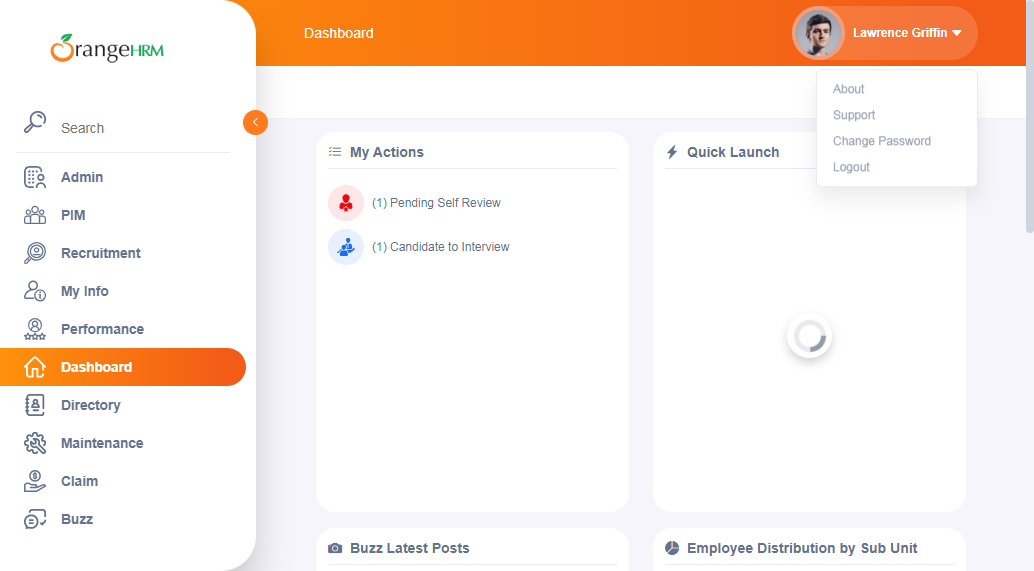 OrangeHRM
Search
Admin
PIM
Recruitment
My Info
Performance
Dashboard
Directory
Maintenance
Claim
Buzz
Dashboard
Lawrence Griffin
About
Support
Change Password
Logout
My Actions
(1) Pending Self Review
(1) Candidate to Interview
Quick Launch
Buzz Latest Posts
Employee Distribution by Sub Unit